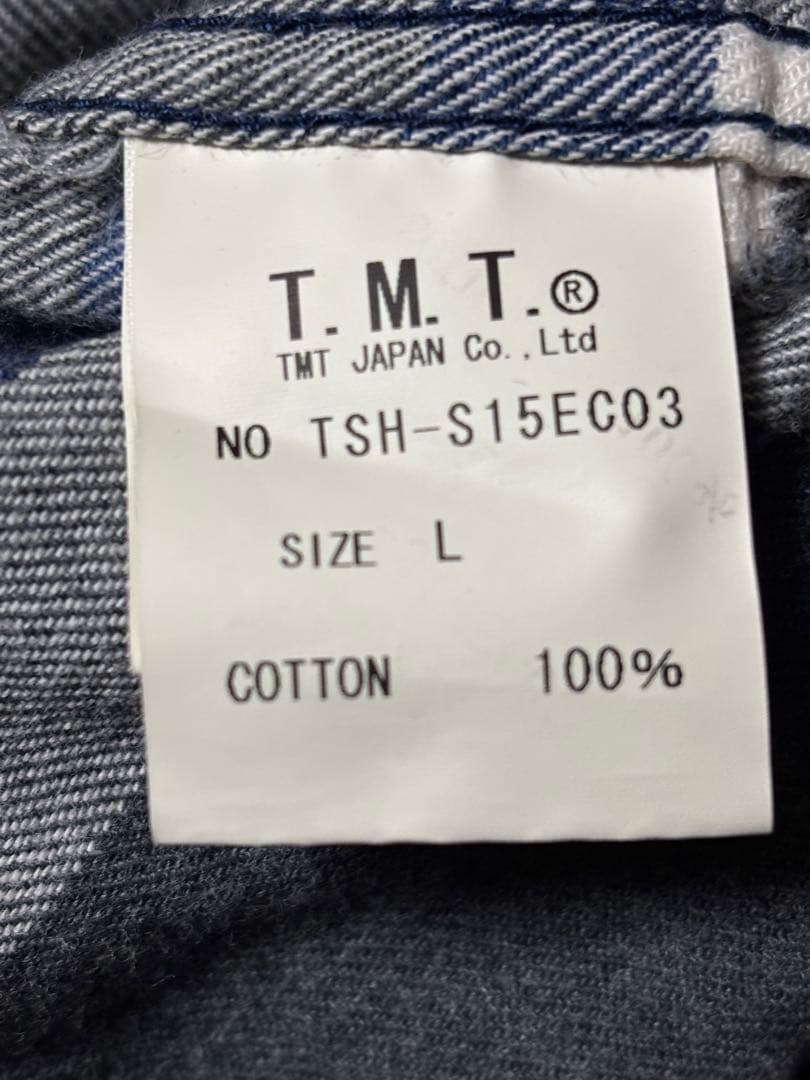 T.M.T.®
TMT JAPAN Co.,Ltd
NO TSH-S15EC03
SIZE L
COTTON 100%